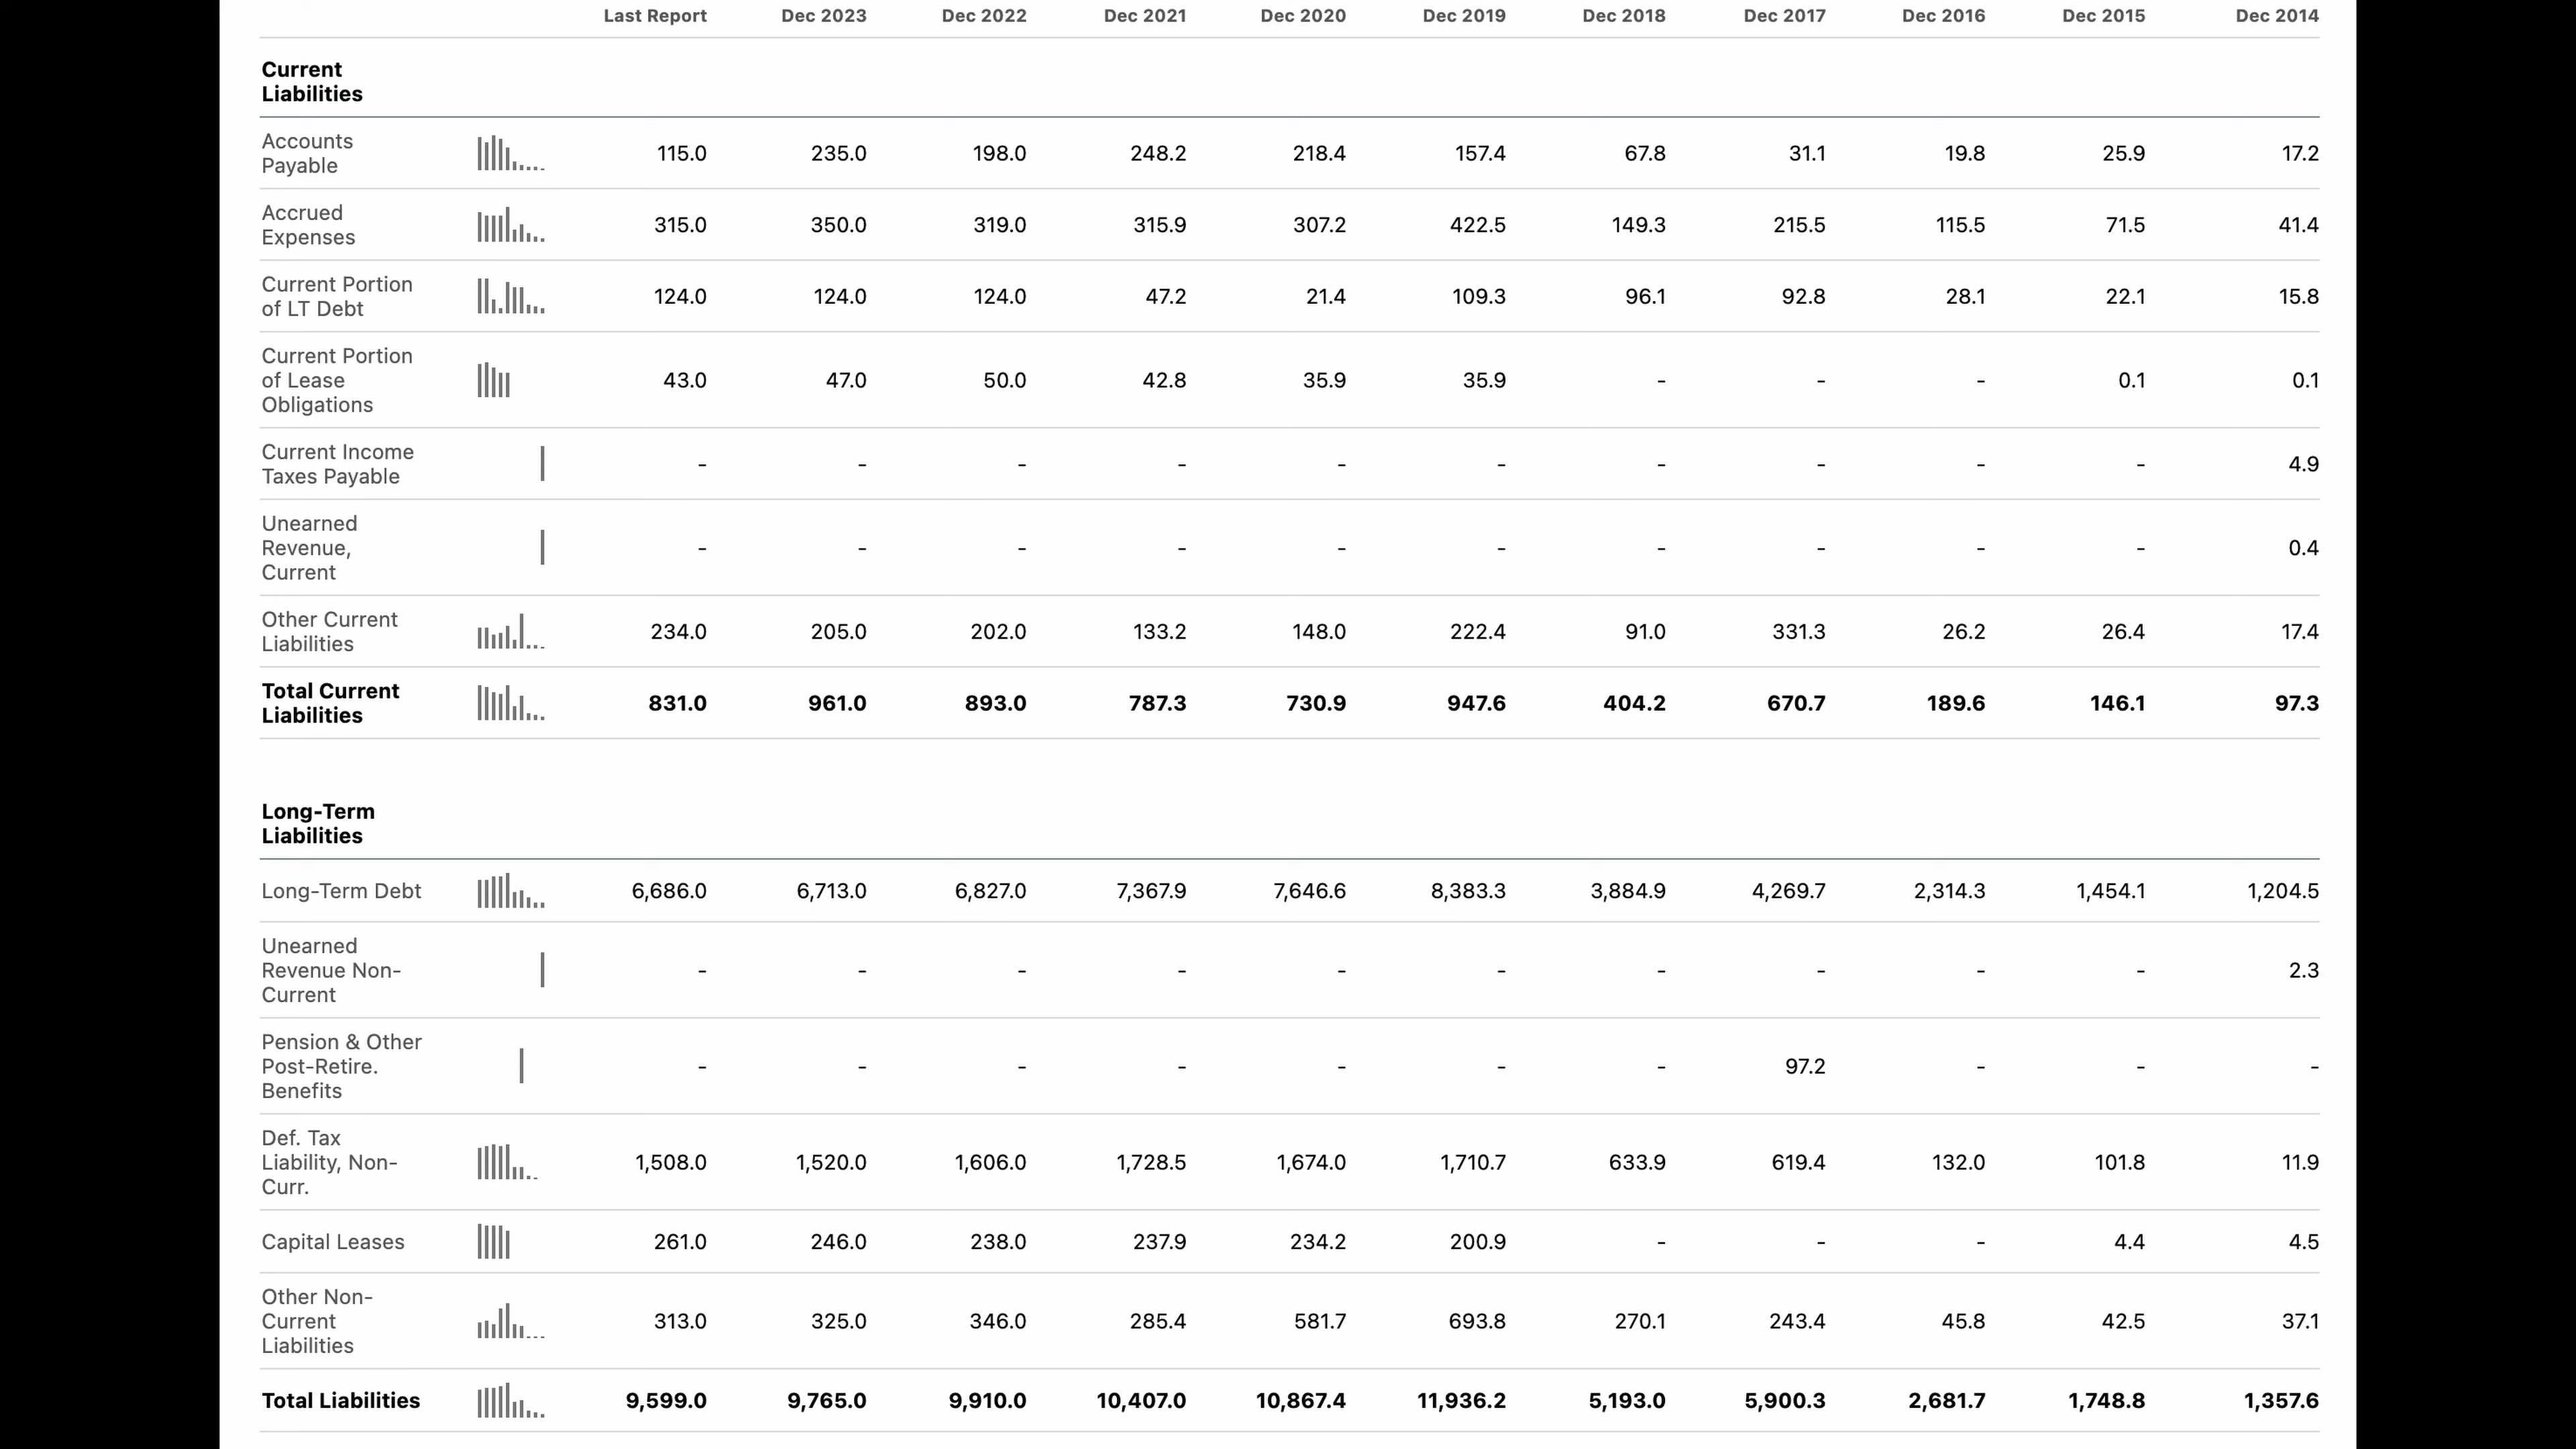 Last Report Dec 2023 Dec 2022 Dec 2021 Dec 2020 Dec 2019 Dec 2018 Dec 2017 Dec 2016 Dec 2015 Dec 2014
Current
Liabilities
Accounts
Payable 115.0 235.0 198.0 248.2 218.4 157.4 67.8 31.1 19.8 25.9 17.2
Accrued
Expenses 315.0 350.0 319.0 315.9 307.2 422.5 149.3 215.5 115.5 71.5 41.4
Current Portion
of LT Debt 124.0 124.0 124.0 47.2 21.4 109.3 96.1 92.8 28.1 22.1 15.8
Current Portion
of Lease
Obligations 43.0 47.0 50.0 42.8 35.9 35.9 - - - 0.1 0.1
Current Income
Taxes Payable - - - - - - - - - - 4.9
Unearned
Revenue,
Current - - - - - - - - - - 0.4
Other Current
Liabilities 234.0 205.0 202.0 133.2 148.0 222.4 91.0 331.3 26.2 26.4 17.4
Total Current
Liabilities 831.0 961.0 893.0 787.3 730.9 947.6 404.2 670.7 189.6 146.1 97.3
Long-Term
Liabilities
Long-Term Debt 6,686.0 6,713.0 6,827.0 7,367.9 7,646.6 8,383.3 3,884.9 4,269.7 2,314.3 1,454.1 1,204.5
Unearned
Revenue Non-
Current - - - - - - - - - - 2.3
Pension & Other
Post-Retire.
Benefits - - - - - - - 97.2 - - -
Def. Tax
Liability, Non-
Curr. 1,508.0 1,520.0 1,606.0 1,728.5 1,674.0 1,710.7 633.9 619.4 132.0 101.8 11.9
Capital Leases 261.0 246.0 238.0 237.9 234.2 200.9 - - - 4.4 4.5
Other Non-
Current
Liabilities 313.0 325.0 346.0 285.4 581.7 693.8 270.1 243.4 45.8 42.5 37.1
Total Liabilities 9,599.0 9,765.0 9,910.0 10,407.0 10,867.4 11,936.2 5,193.0 5,900.3 2,681.7 1,748.8 1,357.6